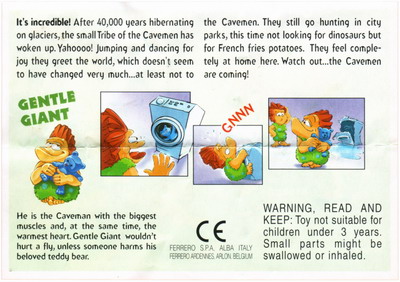 It's incredible! After 40,000 years hibernating
on glaciers, the small Tribe of the Cavemen has
woken up. Yahoooo! Jumping and dancing for
joy they greet the world, which doesn't seem
to have changed very much...at least not to
the Cavemen. They still go hunting in city
parks, this time not looking for dinosaurs but
for French fries potatoes. They feel comple-
tely at home here. Watch out...the Cavemen
are coming!
GENTLE
GIANT
GNNN
He is the Caveman with the biggest
muscles and, at the same time, the
warmest heart. Gentle Giant wouldn't
hurt a fly, unless someone harms his
beloved teddy bear.
CE
FERRERO S.P.A. ALBA ITALY
FERRERO ARDENNES. ARLON. BELGIUM
WARNING, READ AND
KEEP: Toy not suitable for
children under 3 years.
Small parts might be
swallowed or inhaled.